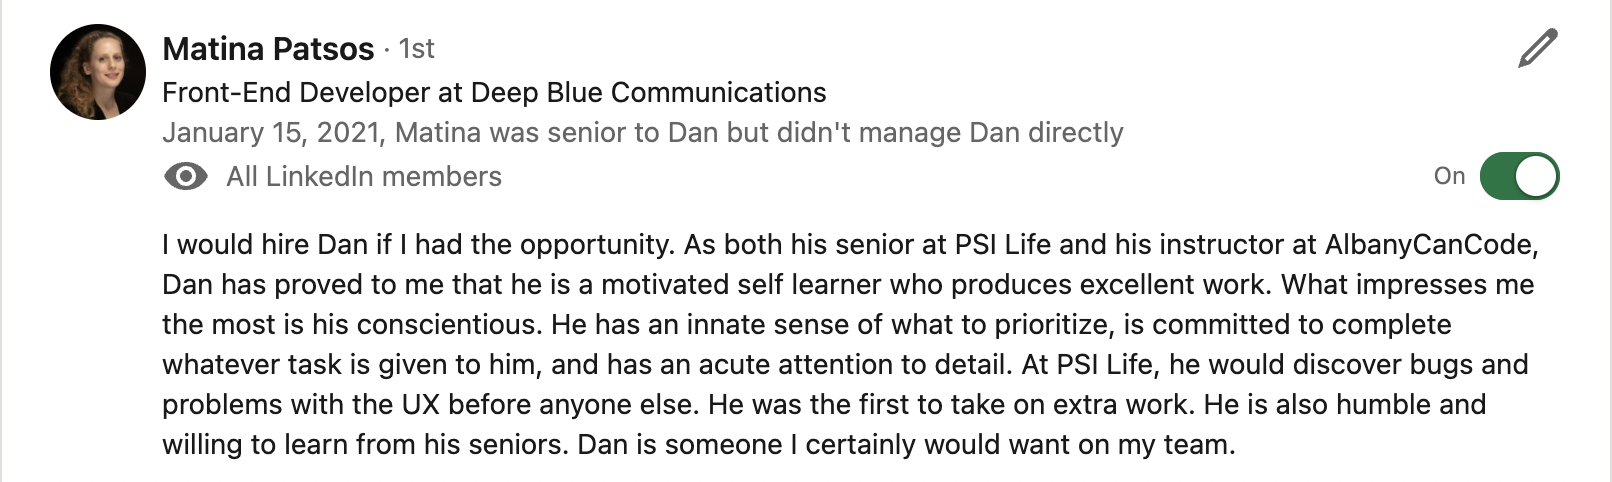 Matina Patsos · 1st
Front-End Developer at Deep Blue Communications
January 15, 2021, Matina was senior to Dan but didn't manage Dan directly
All LinkedIn members
On
I would hire Dan if I had the opportunity. As both his senior at PSI Life and his instructor at AlbanyCanCode,
Dan has proved to me that he is a motivated self learner who produces excellent work. What impresses me
the most is his conscientious. He has an innate sense of what to prioritize, is committed to complete
whatever task is given to him, and has an acute attention to detail. At PSI Life, he would discover bugs and
problems with the UX before anyone else. He was the first to take on extra work. He is also humble and
willing to learn from his seniors. Dan is someone I certainly would want on my team.